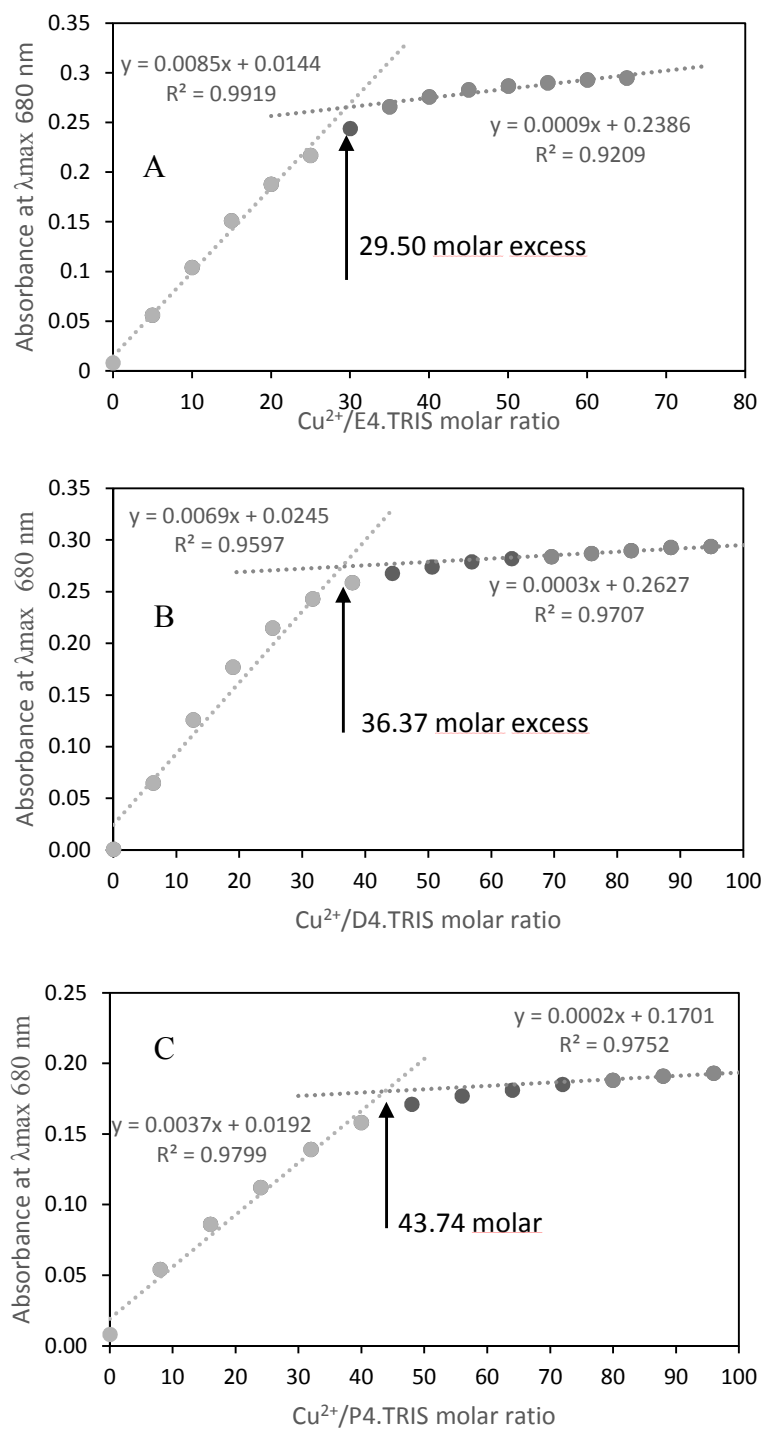 0.35
0.3
0.25
0.2
0.15
0.1
0.05
0
Absorbance at λmax 680 nm
y = 0.0085x + 0.0144
R² = 0.9919
A
y = 0.0009x + 0.2386
R² = 0.9209
29.50 molar excess
0 10 20 30 40 50 60 70 80
Cu²⁺/E4.TRIS molar ratio
0.35
0.30
0.25
0.20
0.15
0.10
0.05
0.00
Absorbance at λmax 680 nm
y = 0.0069x + 0.0245
R² = 0.9597
B
y = 0.0003x + 0.2627
R² = 0.9707
36.37 molar excess
0 10 20 30 40 50 60 70 80 90 100
Cu²⁺/D4.TRIS molar ratio
0.25
0.20
0.15
0.10
0.05
0.00
Absorbance at λmax 680 nm
C
y = 0.0002x + 0.1701
R² = 0.9752
y = 0.0037x + 0.0192
R² = 0.9799
43.74 molar
0 10 20 30 40 50 60 70 80 90 100
Cu²⁺/P4.TRIS molar ratio